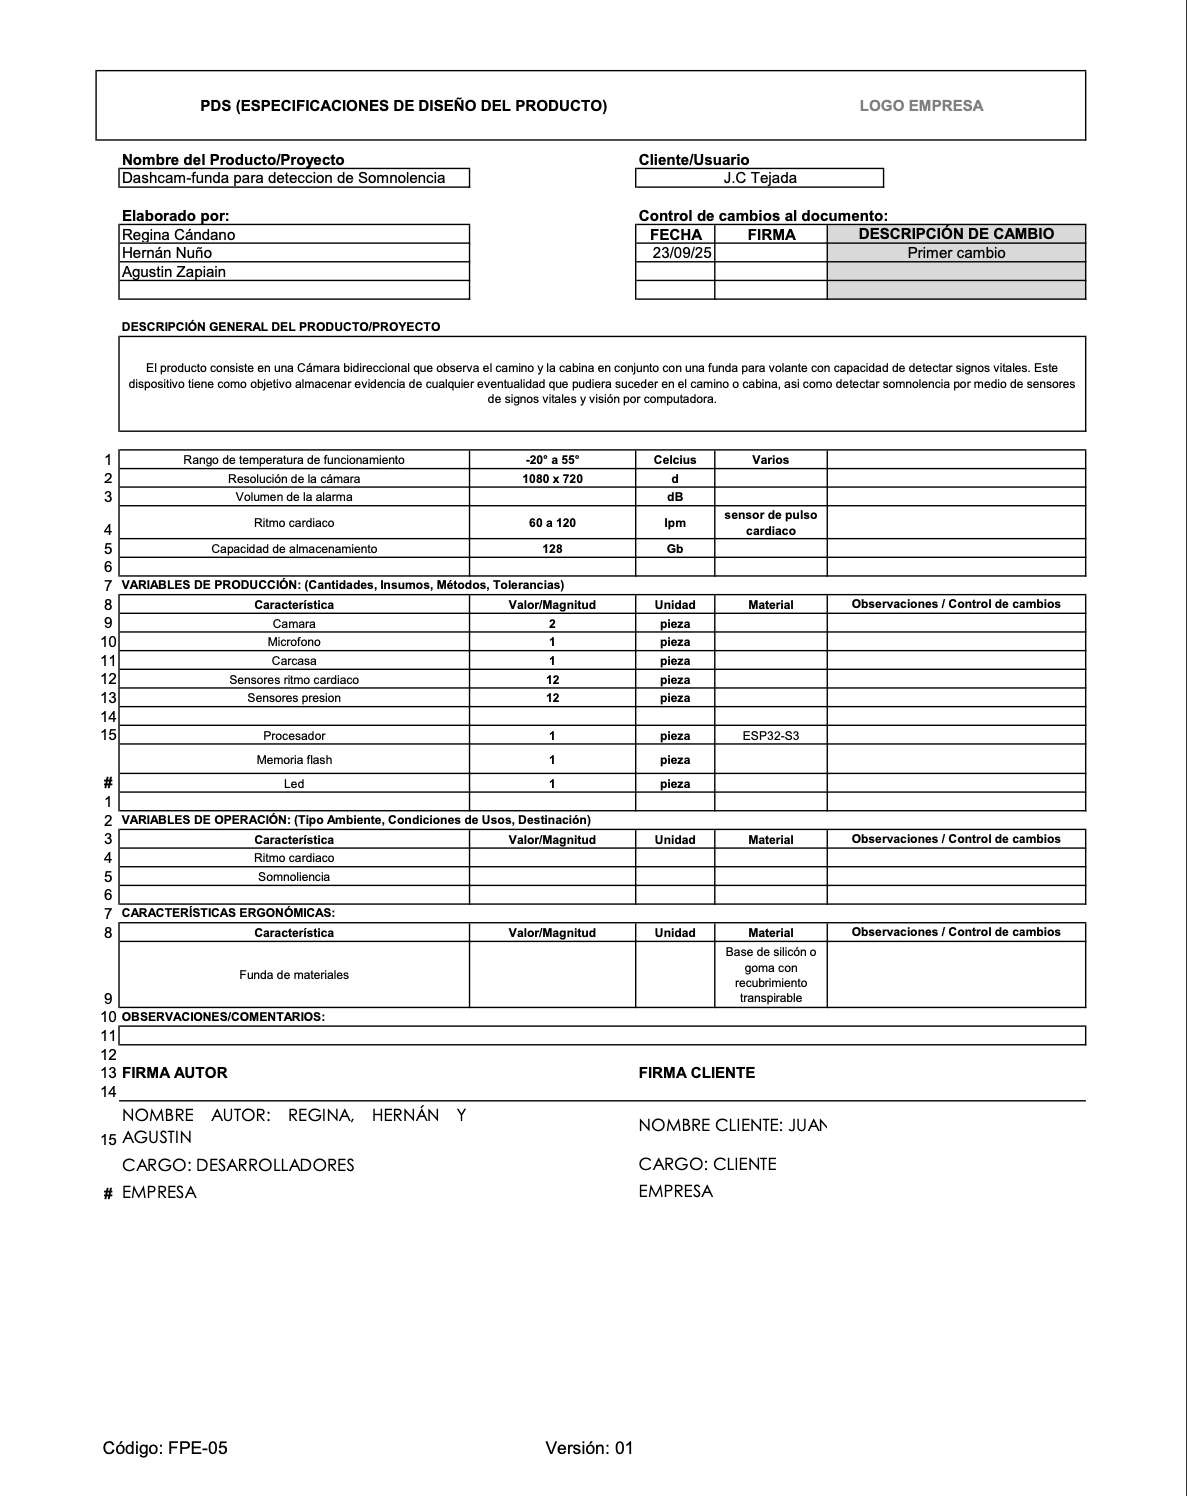 PDS (ESPECIFICACIONES DE DISEÑO DEL PRODUCTO) LOGO EMPRESA
Nombre del Producto/Proyecto Cliente/Usuario
Dashcam-funda para deteccion de Somnolencia J.C Tejada
Elaborado por: Control de cambios al documento:
Regina Cándano FECHA FIRMA DESCRIPCIÓN DE CAMBIO
Hernán Nuño 23/09/25 Primer cambio
Agustin Zapiain
DESCRIPCIÓN GENERAL DEL PRODUCTO/PROYECTO
El producto consiste en una Cámara bidireccional que observa el camino y la cabina en conjunto con una funda para volante con capacidad de detectar signos vitales. Este
dispositivo tiene como objetivo almacenar evidencia de cualquier eventualidad que pudiera suceder en el camino o cabina, asi como detectar somnolencia por medio de sensores
de signos vitales y visión por computadora.
1 Rango de temperatura de funcionamiento -20° a 55° Celcius Varios
2 Resolución de la cámara 1080 x 720 d
3 Volumen de la alarma dB
4 Ritmo cardiaco 60 a 120 lpm sensor de pulso
cardiaco
5 Capacidad de almacenamiento 128 Gb
6
7 VARIABLES DE PRODUCCIÓN: (Cantidades, Insumos, Métodos, Tolerancias)
8 Característica Valor/Magnitud Unidad Material Observaciones / Control de cambios
9 Camara 2 pieza
10 Microfono 1 pieza
11 Carcasa 1 pieza
12 Sensores ritmo cardiaco 12 pieza
13 Sensores presion 12 pieza
14
15 Procesador 1 pieza ESP32-S3
Memoria flash 1 pieza
# Led 1 pieza
1
2 VARIABLES DE OPERACIÓN: (Tipo Ambiente, Condiciones de Usos, Destinación)
3 Característica Valor/Magnitud Unidad Material Observaciones / Control de cambios
4 Ritmo cardiaco
5 Somnoliencia
6
7 CARACTERÍSTICAS ERGONÓMICAS:
8 Característica Valor/Magnitud Unidad Material Observaciones / Control de cambios
9 Funda de materiales Base de silicón o
goma con
recubrimiento
transpirable
10 OBSERVACIONES/COMENTARIOS:
11
12
13 FIRMA AUTOR FIRMA CLIENTE
14
NOMBRE AUTOR: REGINA, HERNÁN Y NOMBRE CLIENTE: JUAN
15 AGUSTIN
CARGO: DESARROLLADORES CARGO: CLIENTE
# EMPRESA EMPRESA
Código: FPE-05 Versión: 01